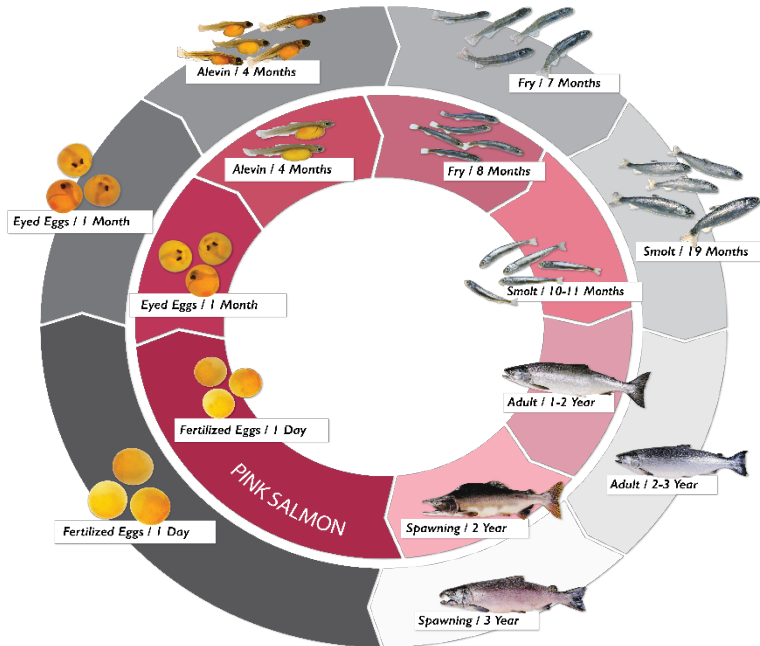 Alevin / 4 Months
Fry / 7 Months
Alevin / 4 Months
Fry / 8 Months
Eyed Eggs / 1 Month
Smolt / 19 Months
Eyed Eggs / 1 Month
Smolt / 10-11 Months
Adult / 1-2 Year
Fertilized Eggs / 1 Day
Adult / 2-3 Year
PINK SALMON
Spawning / 2 Year
Fertilized Eggs / 1 Day
Spawning / 3 Year